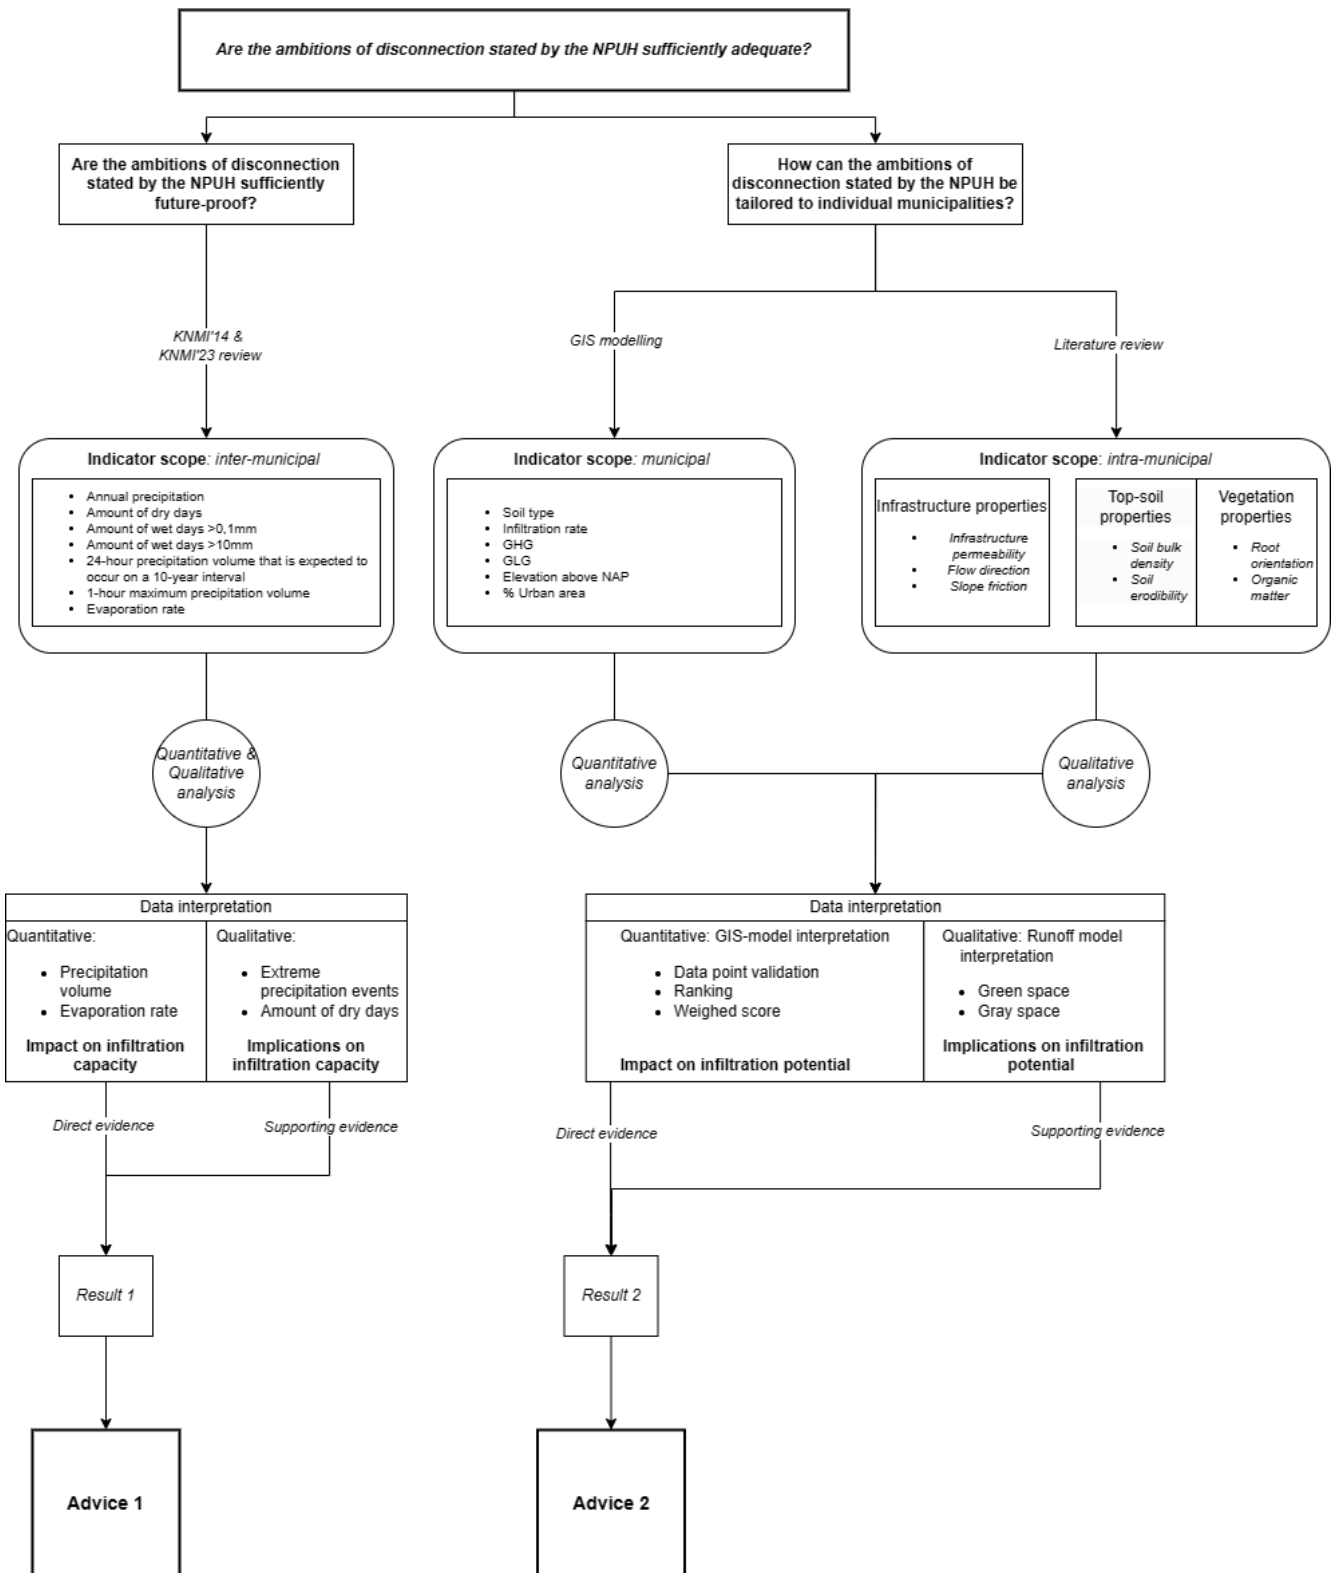 Are the ambitions of disconnection stated by the NPUH sufficiently adequate?
Are the ambitions of disconnection
stated by the NPUH sufficiently
future-proof?
How can the ambitions of
disconnection stated by the NPUH be
tailored to individual municipalities?
KNMI'14 &
KNMI'23 review
GIS modelling
Literature review
Indicator scope: inter-municipal
• Annual precipitation
• Amount of dry days
• Amount of wet days >0,1mm
• Amount of wet days >10mm
• 24-hour precipitation volume that is expected to
occur on a 10-year interval
• 1-hour maximum precipitation volume
• Evaporation rate
Indicator scope: municipal
• Soil type
• Infiltration rate
• GHG
• GLG
• Elevation above NAP
• % Urban area
Indicator scope: intra-municipal
Infrastructure properties
• Infrastructure
permeability
• Flow direction
• Slope friction
Top-soil
properties
• Soil bulk
density
• Soil
erodibility
Vegetation
properties
• Root
orientation
• Organic
matter
Quantitative &
Qualitative
analysis
Quantitative
analysis
Qualitative
analysis
Data interpretation
Quantitative:
• Precipitation
volume
• Evaporation rate
Impact on infiltration
capacity
Qualitative:
• Extreme
precipitation events
• Amount of dry days
Implications on
infiltration capacity
Data interpretation
Quantitative: GIS-model interpretation
• Data point validation
• Ranking
• Weighed score
Impact on infiltration potential
Qualitative: Runoff model
interpretation
• Green space
• Gray space
Implications on infiltration
potential
Direct evidence
Supporting evidence
Direct evidence
Supporting evidence
Result 1
Result 2
Advice 1
Advice 2